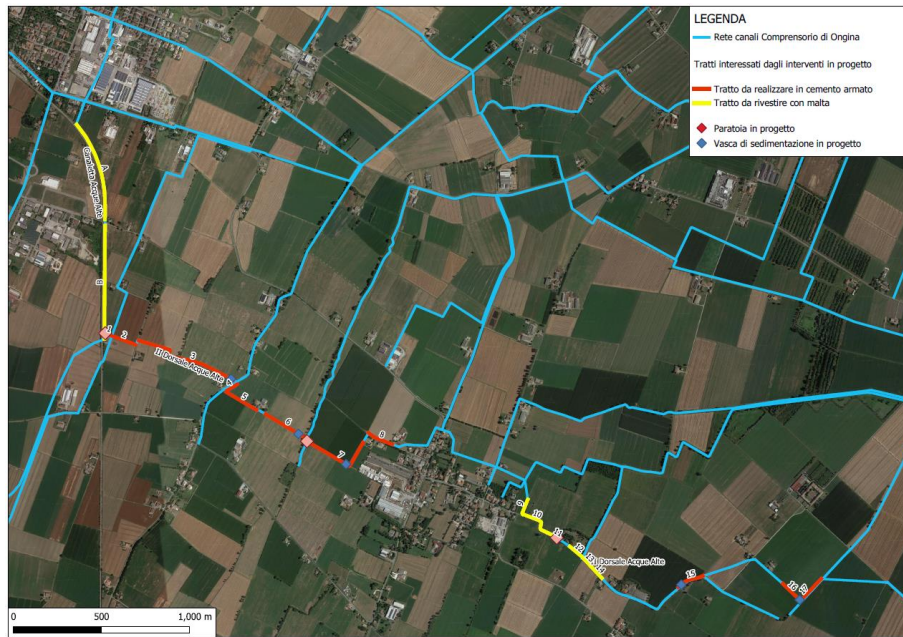 LEGENDA
Rete canali Comprensorio di Ongina
Tratti interessati dagli interventi in progetto
Tratto da realizzare in cemento armato
Tratto da rivestire con malta
Paratoia in progetto
Vasca di sedimentazione in progetto
A
Canaletta Acque Alte
B
1
2
3
II Dorsale Acque Alte
4
5
6
7
8
9
10
11
12
13
14
Dorsale Acque Alte
15
16
17
0 500 1,000 m